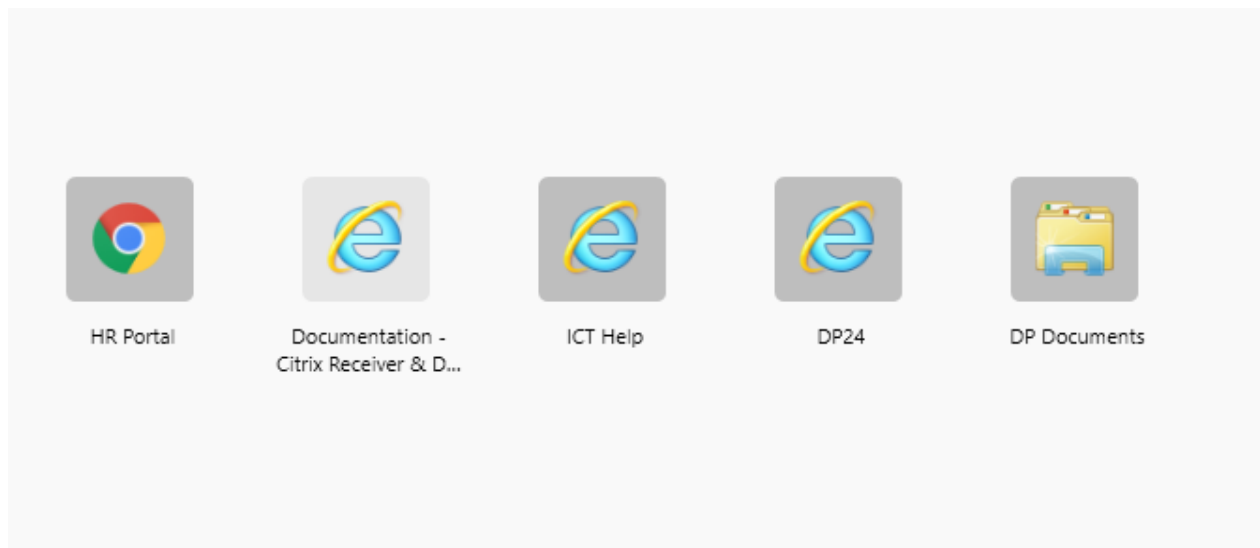 HR Portal
Documentation -
Citrix Receiver & D...
ICT Help
DP24
DP Documents